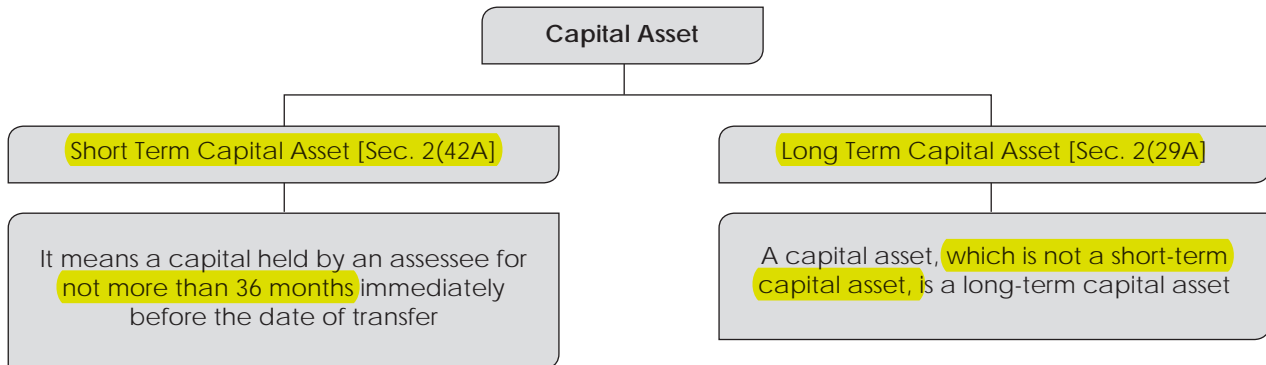 Capital Asset
Short Term Capital Asset [Sec. 2(42A]
Long Term Capital Asset [Sec. 2(29A]
It means a capital held by an assessee for
not more than 36 months immediately
before the date of transfer
A capital asset, which is not a short-term
capital asset, is a long-term capital asset